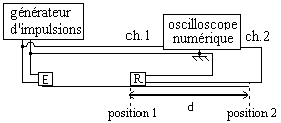 générateur
d'impulsions
oscilloscope
numérique
ch.1
ch.2
E
R
d
position 1
position 2